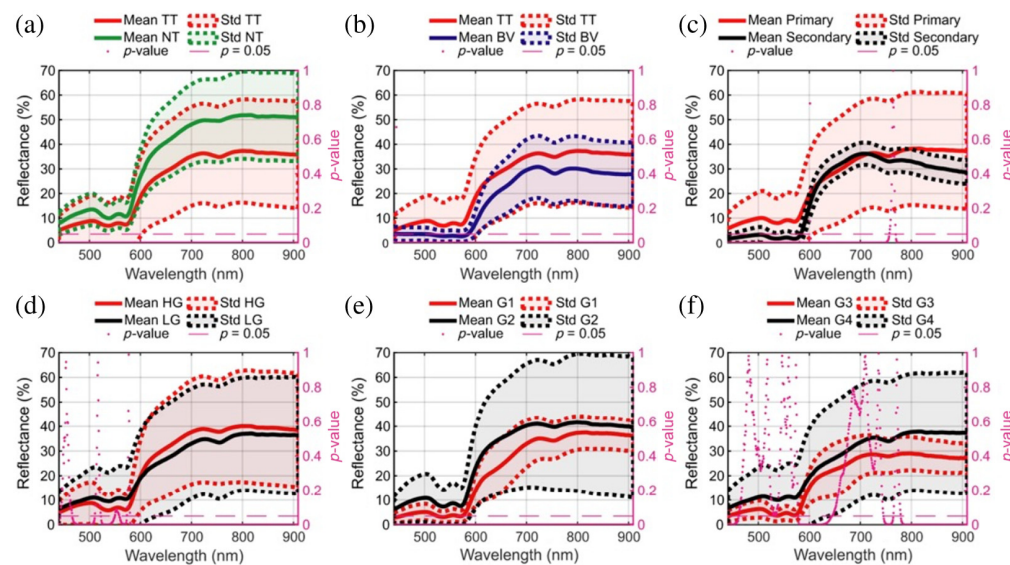 (a)
Mean TT Std TT
Mean NT Std NT
p-value p = 0.05
70 1
60 0.8
50
40 0.6
30 0.4
20 0.2
10
0 0
500 600 700 800 900
Reflectance (%)
p-value
Wavelength (nm)
(b)
Mean TT Std TT
Mean BV Std BV
p-value p = 0.05
70 1
60 0.8
50
40 0.6
30 0.4
20 0.2
10
0 0
500 600 700 800 900
Reflectance (%)
p-value
Wavelength (nm)
(c)
Mean Primary Std Primary
Mean Secondary Std Secondary
p-value p = 0.05
70 1
60 0.8
50
40 0.6
30 0.4
20 0.2
10
0 0
500 600 700 800 900
Reflectance (%)
p-value
Wavelength (nm)
(d)
Mean HG Std HG
Mean LG Std LG
p-value p = 0.05
70 1
60 0.8
50
40 0.6
30 0.4
20 0.2
10
0 0
500 600 700 800 900
Reflectance (%)
p-value
Wavelength (nm)
(e)
Mean G1 Std G1
Mean G2 Std G2
p-value p = 0.05
70 1
60 0.8
50
40 0.6
30 0.4
20 0.2
10
0 0
500 600 700 800 900
Reflectance (%)
p-value
Wavelength (nm)
(f)
Mean G3 Std G3
Mean G4 Std G4
p-value p = 0.05
70 1
60 0.8
50
40 0.6
30 0.4
20 0.2
10
0 0
500 600 700 800 900
Reflectance (%)
p-value
Wavelength (nm)